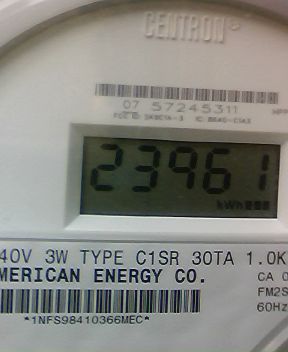 CENTRON®
07 57245311
23961
kWh
40V 3W TYPE C1SR 30TA 1.0K
MERICAN ENERGY CO.
CA 0
FM2S
60Hz
*1NFS98410366MEC*